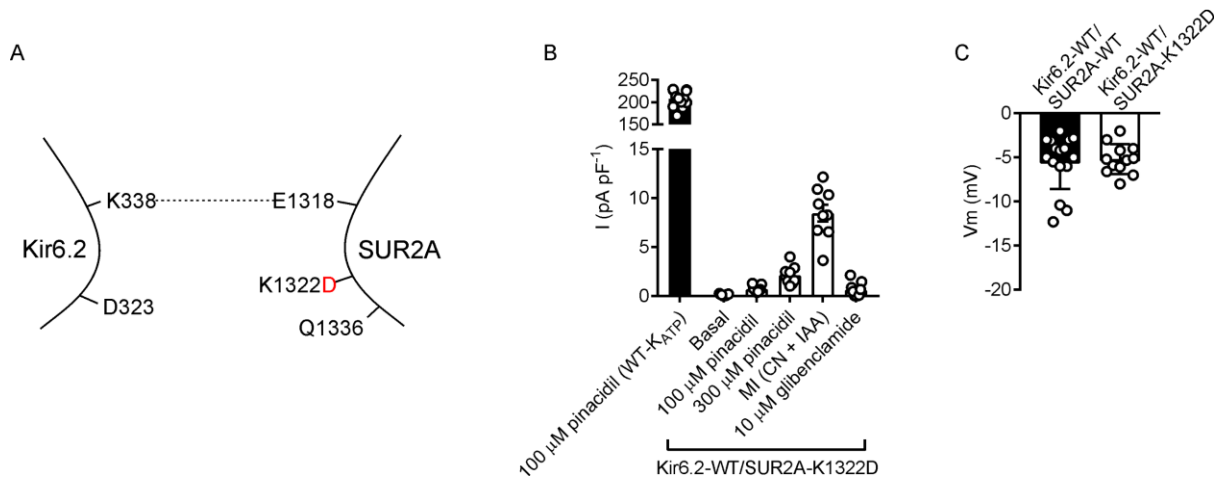 A
K338
E1318
Kir6.2
SUR2A
K1322D
D323
Q1336
B
I (pA pF⁻¹)
250
200
150
15
10
5
0
100 μM pinacidil (WT-K_ATP)
Basal
100 μM pinacidil
300 μM pinacidil
MI (CN + IAA)
10 μM glibenclamide
Kir6.2-WT/SUR2A-K1322D
C
Kir6.2-WT/
SUR2A-WT
Kir6.2-WT/
SUR2A-K1322D
Vm (mV)
0
-5
-10
-15
-20